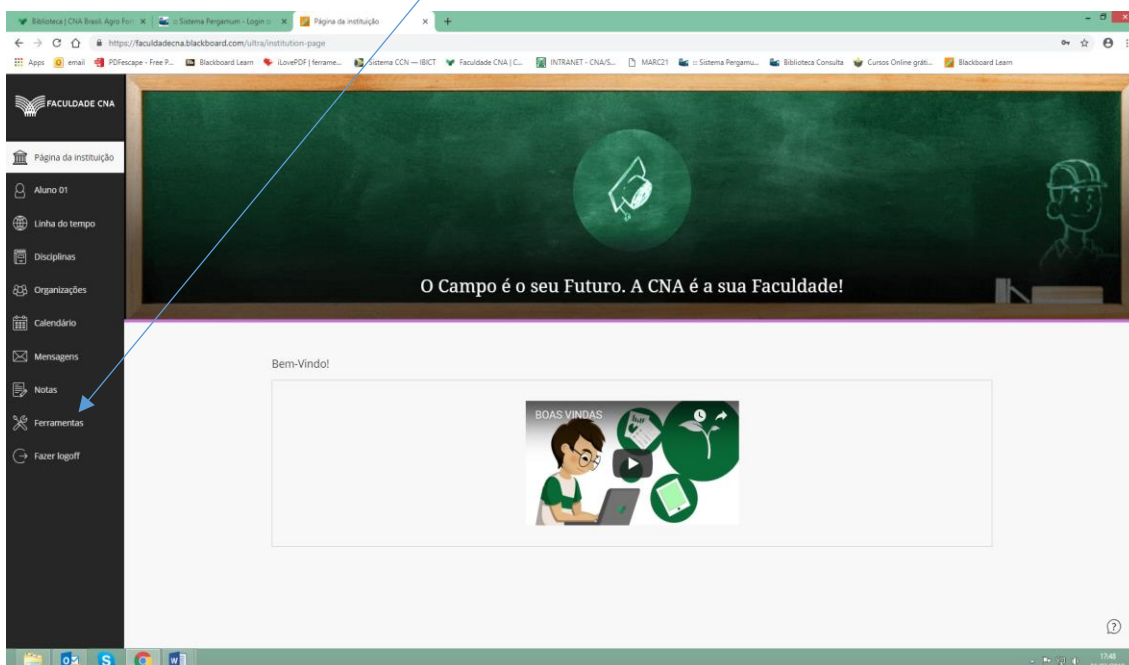 Biblioteca | CNA Brasil. Agro For
:: Sistema Pergamum - Login ::
Página da instituição
https://faculdadecna.blackboard.com/ultra/institution-page
Apps
email
PDFescape - Free P...
Blackboard Learn
iLovePDF | ferrame...
Sistema CCN — IBICT
Faculdade CNA | C...
INTRANET - CNA/S...
MARC21
:: Sistema Pergamu...
Biblioteca Consulta
Cursos Online gráti...
Blackboard Learn
FACULDADE CNA
Página da instituição
Aluno 01
Linha do tempo
Disciplinas
Organizações
Calendário
Mensagens
Notas
Ferramentas
Fazer logoff
O Campo é o seu Futuro. A CNA é a sua Faculdade!
Bem-Vindo!
BOAS VINDAS
17:48